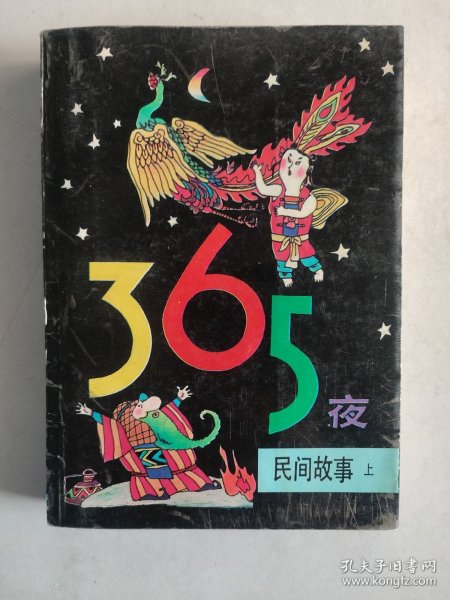 365
夜
民间故事 上
孔夫子旧书网
www.kongfz.com